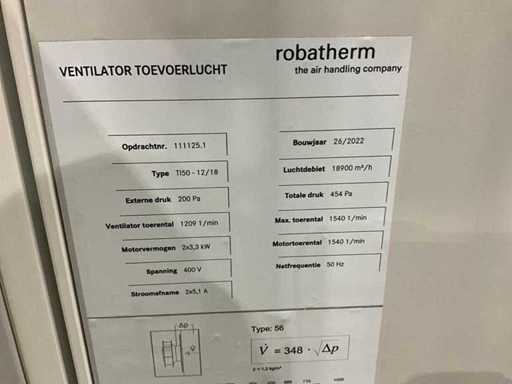 robatherm
the air handling company
VENTILATOR TOEVOERLUCHT
Opdrachtnr. 111125.1
Bouwjaar 26/2022
Type TI50 - 12/18
Luchtdebiet 18900 m³/h
Externe druk 200 Pa
Totale druk 454 Pa
Ventilator toerental 1209 1/min
Max. toerental 1540 1/min
Motorvermogen 2x3,3 kW
Motortoerental 1540 1/min
Spanning 400 V
Netfrequentie 50 Hz
Stroomafname 2x5,1 A
Δp
Type: 56
V̇ = 348 · √Δp